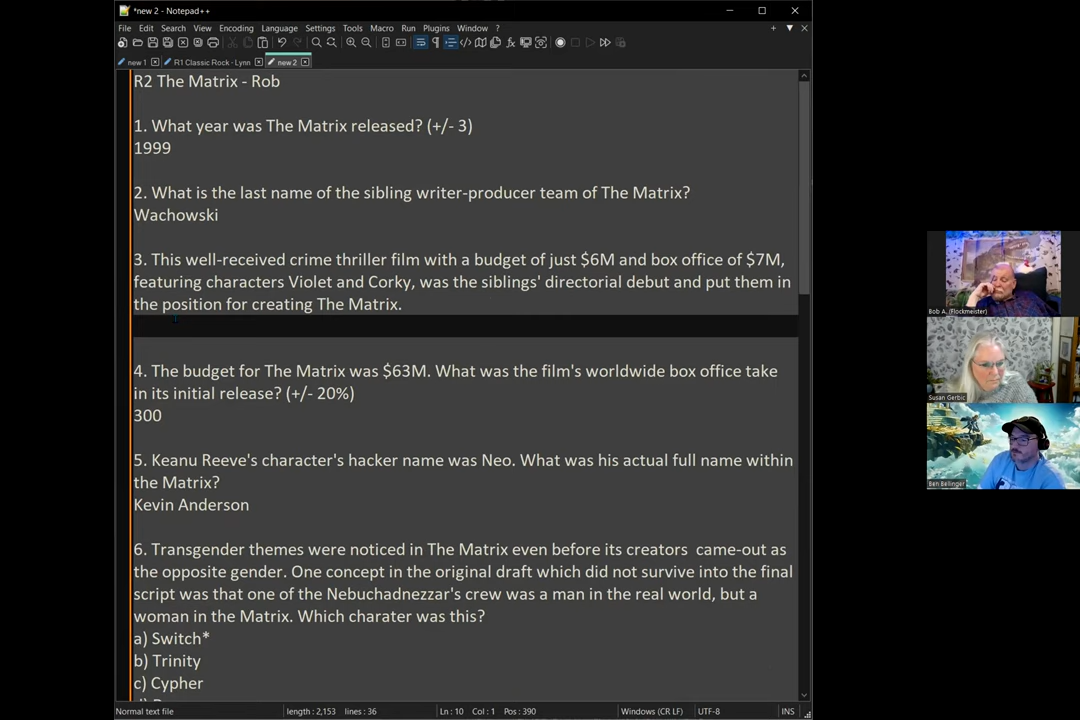 *new 2 - Notepad++
File Edit Search View Encoding Language Settings Tools Macro Run Plugins Window ?
new 1 R1 Classic Rock - Lynn new 2
R2 The Matrix - Rob
1. What year was The Matrix released? (+/- 3)
1999
2. What is the last name of the sibling writer-producer team of The Matrix?
Wachowski
3. This well-received crime thriller film with a budget of just $6M and box office of $7M,
featuring characters Violet and Corky, was the siblings' directorial debut and put them in
the position for creating The Matrix.
4. The budget for The Matrix was $63M. What was the film's worldwide box office take
in its initial release? (+/- 20%)
300
5. Keanu Reeve's character's hacker name was Neo. What was his actual full name within
the Matrix?
Kevin Anderson
6. Transgender themes were noticed in The Matrix even before its creators  came-out as
the opposite gender. One concept in the original draft which did not survive into the final
script was that one of the Nebuchadnezzar's crew was a man in the real world, but a
woman in the Matrix. Which charater was this?
a) Switch*
b) Trinity
c) Cypher
Normal text file length : 2,153 lines : 36 Ln : 10 Col : 1 Pos : 390 Windows (CR LF) UTF-8 INS
Bob A. (Flockmeister)
Susan Gerbic
Ben Bellinger